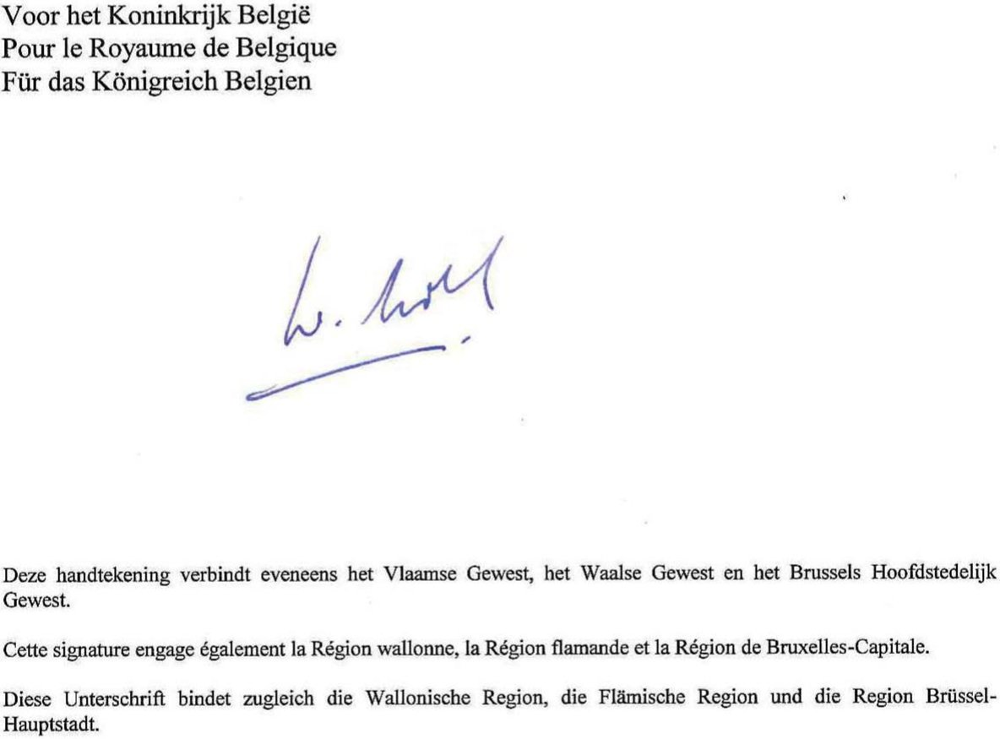 Voor het Koninkrijk België
Pour le Royaume de Belgique
Für das Königreich Belgien
Deze handtekening verbindt eveneens het Vlaamse Gewest, het Waalse Gewest en het Brussels Hoofdstedelijk
Gewest.
Cette signature engage également la Région wallonne, la Région flamande et la Région de Bruxelles-Capitale.
Diese Unterschrift bindet zugleich die Wallonische Region, die Flämische Region und die Region Brüssel-
Hauptstadt.